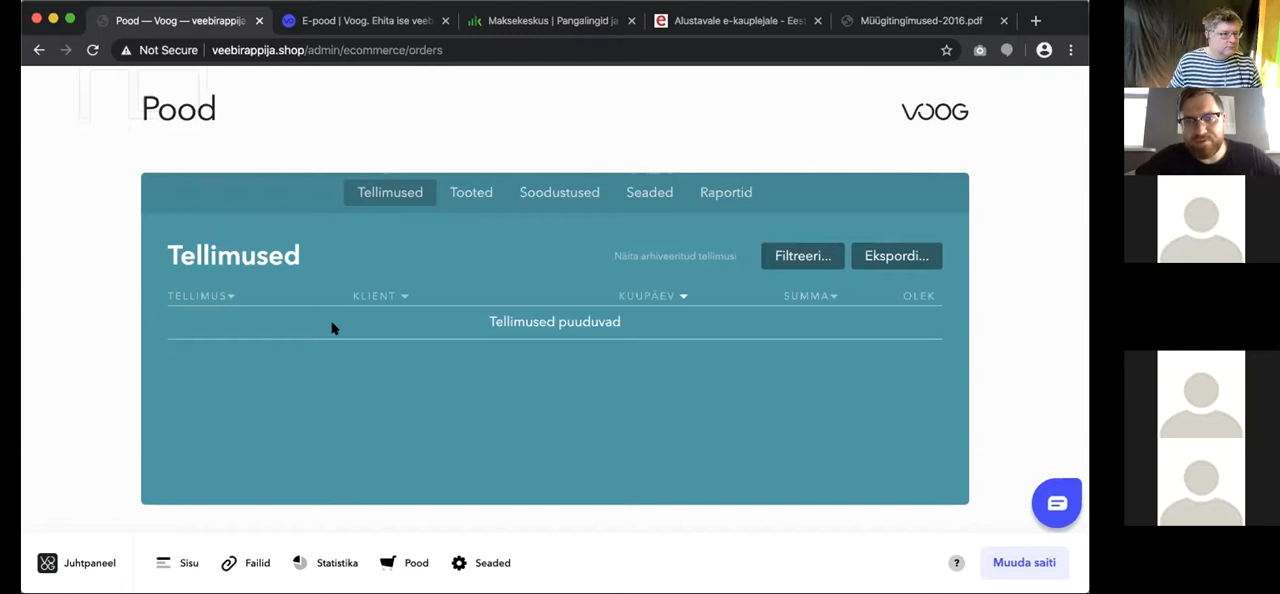 Pood — Voog — veebirappija.
E-pood | Voog. Ehita ise veeb
Maksekeskus | Pangalingid ja
Alustavale e-kauplejale - Ees
Müügitingimused-2016.pdf
Not Secure
veebirappija.shop/admin/ecommerce/orders
Pood
VOOG
Tellimused
Tooted
Soodustused
Seaded
Raportid
Tellimused
Näita arhiveeritud tellimusi
Filtreeri...
Ekspordi...
TELLIMUS
KLIENT
KUUPÄEV
SUMMA
OLEK
Tellimused puuduvad
Juhtpaneel
Sisu
Failid
Statistika
Pood
Seaded
?
Muuda saiti